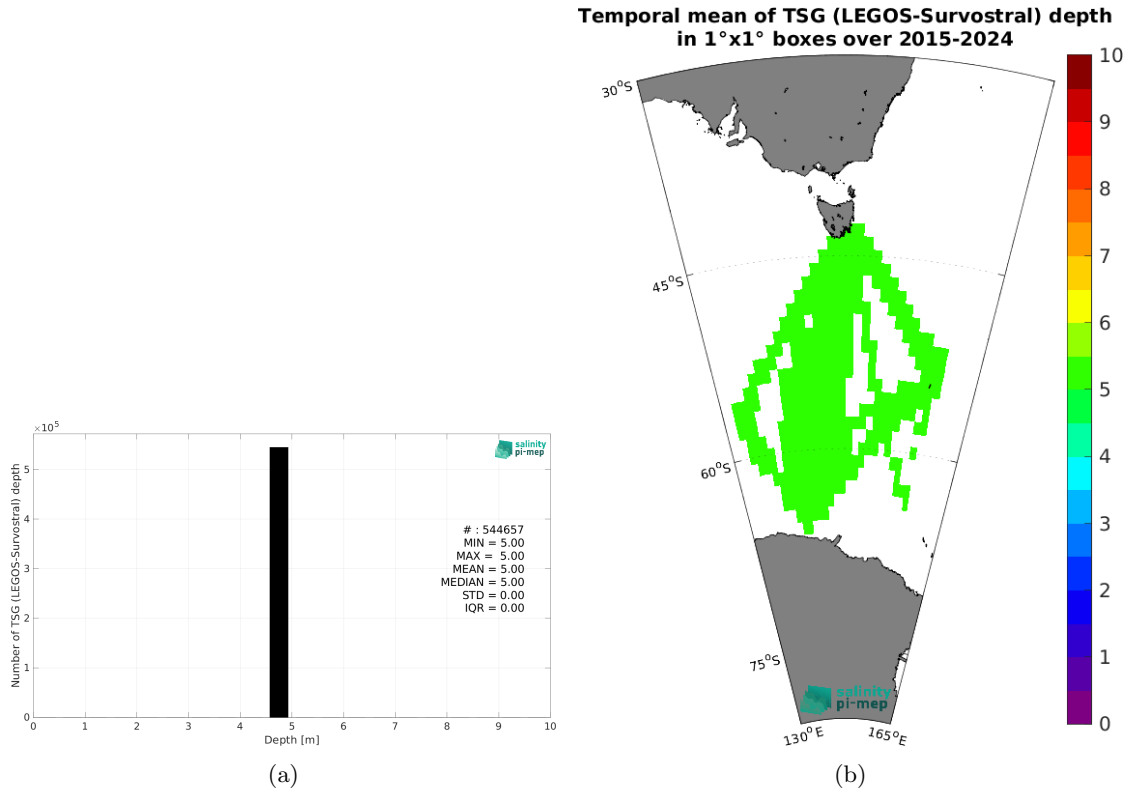 ×10⁵
5
4
3
2
1
0
Number of TSG (LEGOS-Survostral) depth
salinity
pi-mep
# : 544657
MIN = 5.00
MAX = 5.00
MEAN = 5.00
MEDIAN = 5.00
STD = 0.00
IQR = 0.00
0 1 2 3 4 5 6 7 8 9 10
Depth [m]
(a)
Temporal mean of TSG (LEGOS-Survostral) depth
in 1°x1° boxes over 2015-2024
30°S
45°S
60°S
75°S
130°E
165°E
salinity
pi-mep
10
9
8
7
6
5
4
3
2
1
0
(b)